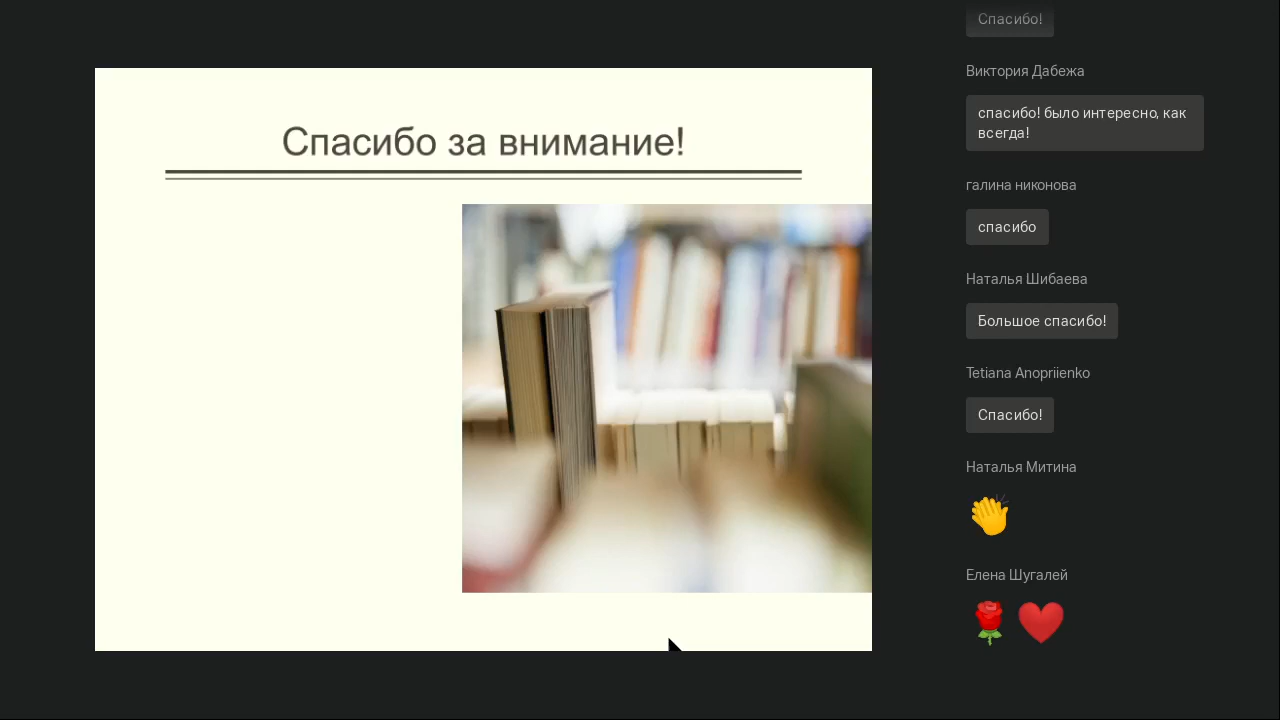 Спасибо за внимание!
Спасибо!
Виктория Дабежа
спасибо! было интересно, как
всегда!
галина никонова
спасибо
Наталья Шибаева
Большое спасибо!
Tetiana Anopriienko
Спасибо!
Наталья Митина
Елена Шугалей